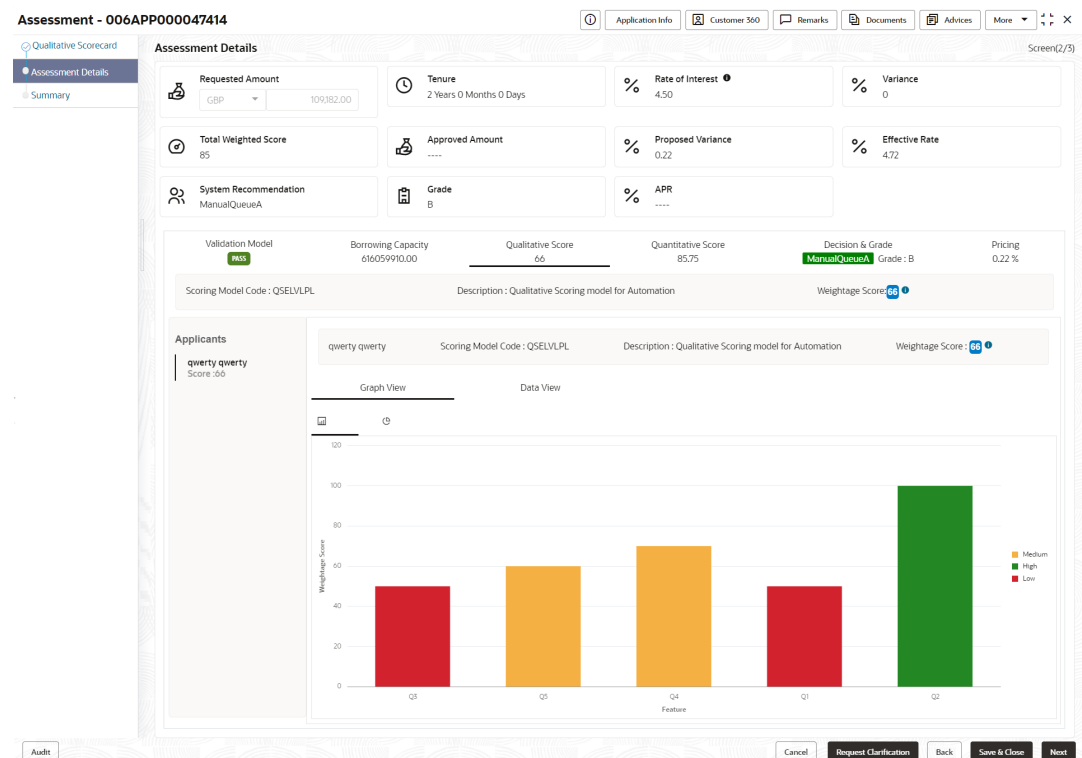 Assessment - 006APP000047414
Application Info
Customer 360
Remarks
Documents
Advices
More
Qualitative Scorecard
Assessment Details
Summary
Assessment Details
Screen(2/3)
Requested Amount
GBP 109,182.00
Tenure
2 Years 0 Months 0 Days
Rate of Interest
4.50
Variance
0
Total Weighted Score
85
Approved Amount
----
Proposed Variance
0.22
Effective Rate
4.72
System Recommendation
ManualQueueA
Grade
B
APR
----
Validation Model
PASS
Borrowing Capacity
616059910.00
Qualitative Score
66
Quantitative Score
85.75
Decision & Grade
ManualQueueA Grade : B
Pricing
0.22 %
Scoring Model Code : QSELVLPL
Description : Qualitative Scoring model for Automation
Weightage Score: 66
Applicants
qwerty qwerty
Score :66
qwerty qwerty
Scoring Model Code : QSELVLPL
Description : Qualitative Scoring model for Automation
Weightage Score : 66
Graph View
Data View
120
100
80
60
40
20
0
Weightage Score
Q3
Q5
Q4
Q1
Q2
Feature
Medium
High
Low
Audit
Cancel
Request Clarification
Back
Save & Close
Next